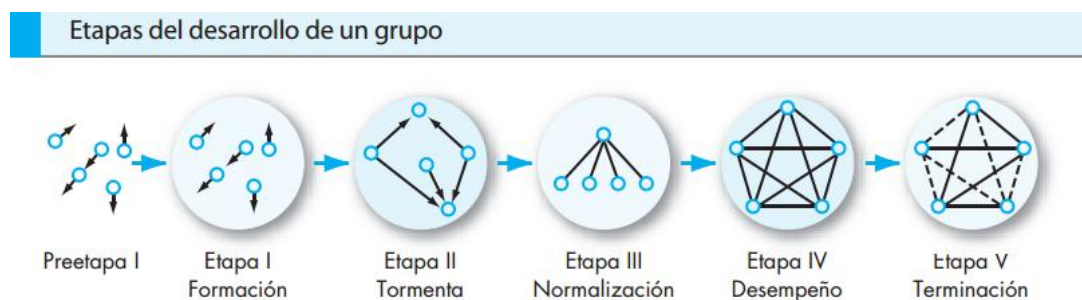 Etapas del desarrollo de un grupo
Preetapa I
Etapa I
Formación
Etapa II
Tormenta
Etapa III
Normalización
Etapa IV
Desempeño
Etapa V
Terminación